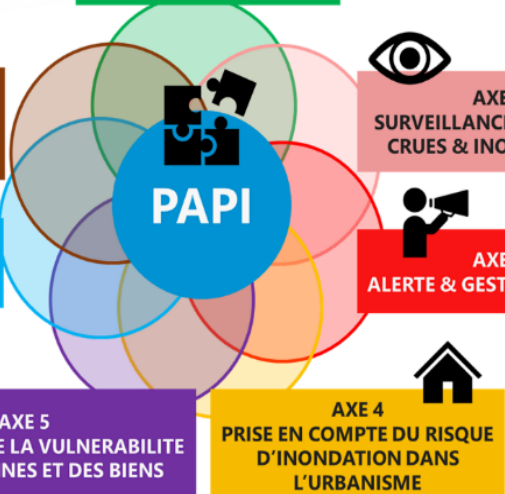 AXE
SURVEILLANCE
CRUES & INO
PAPI
AXE
ALERTE & GEST
AXE 4
PRISE EN COMPTE DU RISQUE
D'INONDATION DANS
L'URBANISME
AXE 5
E LA VULNERABILITE
NES ET DES BIENS